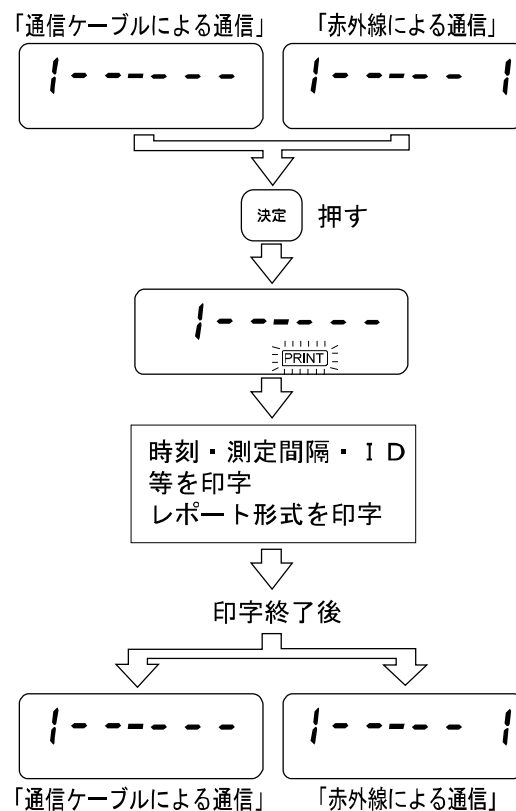 「通信ケーブルによる通信」
「赤外線による通信」
1-----
1---- 1
決定
押す
1-----
PRINT
時刻・測定間隔・ID
等を印字
レポート形式を印字
印字終了後
1-----
1---- 1
「通信ケーブルによる通信」
「赤外線による通信」